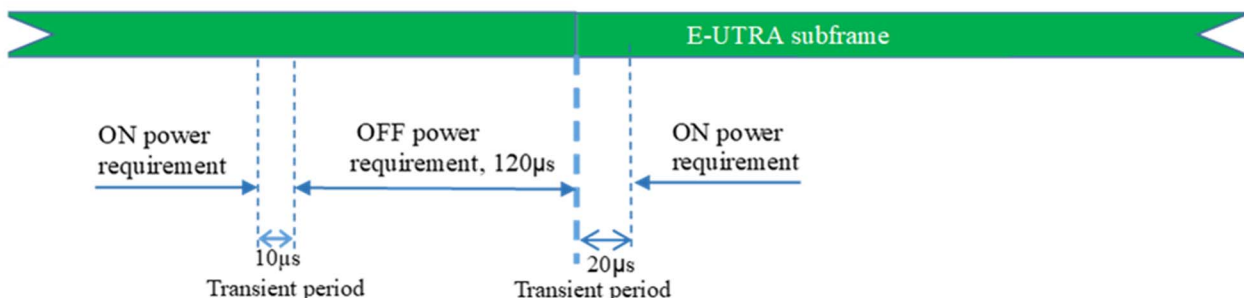 E-UTRA subframe
ON power
requirement
OFF power
requirement, 120μs
ON power
requirement
10μs
Transient period
20μs
Transient period